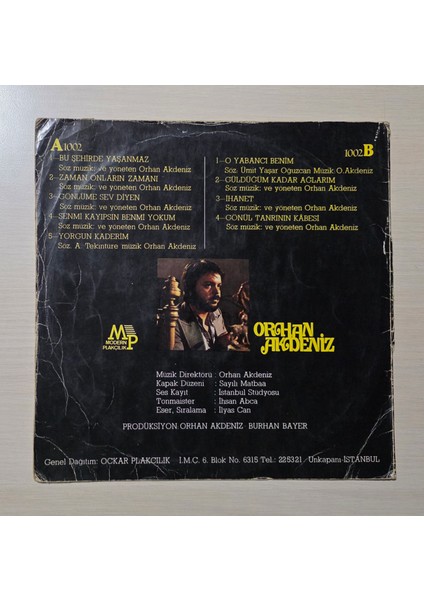 A1002
1-BU ŞEHİRDE YAŞANMAZ
Söz müzik: ve yöneten Orhan Akdeniz
2-ZAMAN ONLARIN ZAMANI
Söz müzik: ve yöneten Orhan Akdeniz
3-GÖNLÜME SEV DİYEN
Söz müzik: ve yöneten Orhan Akdeniz
4-SENMİ KAYIPSIN BENMİ YOKUM
Söz müzik: ve yöneten Orhan Akdeniz
5-YORGUN KADERİM
Söz. A. Tekintüre müzik Orhan Akdeniz
1002 B
1-O YABANCI BENİM
Söz: Ümit Yaşar Oğuzcan Müzik: O.Akdeniz
2-GÜLDÜĞÜM KADAR AĞLARIM
Söz müzik: ve yöneten Orhan Akdeniz
3-İHANET
Söz müzik: ve yöneten Orhan Akdeniz
4-GÖNÜL TANRININ KÂBESİ
Söz müzik: ve yöneten Orhan Akdeniz
MP
MODERN
PLAKÇILIK
ORHAN
AKDENİZ
Müzik Direktörü : Orhan Akdeniz
Kapak Düzeni : Sayılı Matbaa
Ses Kayıt : İstanbul Stüdyosu
Tonmaister : İhsan Abca
Eser, Sıralama : İlyas Can
PRODÜKSİYON ORHAN AKDENİZ BURHAN BAYER
Genel Dağıtım: OÇKAR PLAKÇILIK İ.M.C. 6. Blok No. 6315 Tel.: 225321 Unkapanı-İSTANBUL